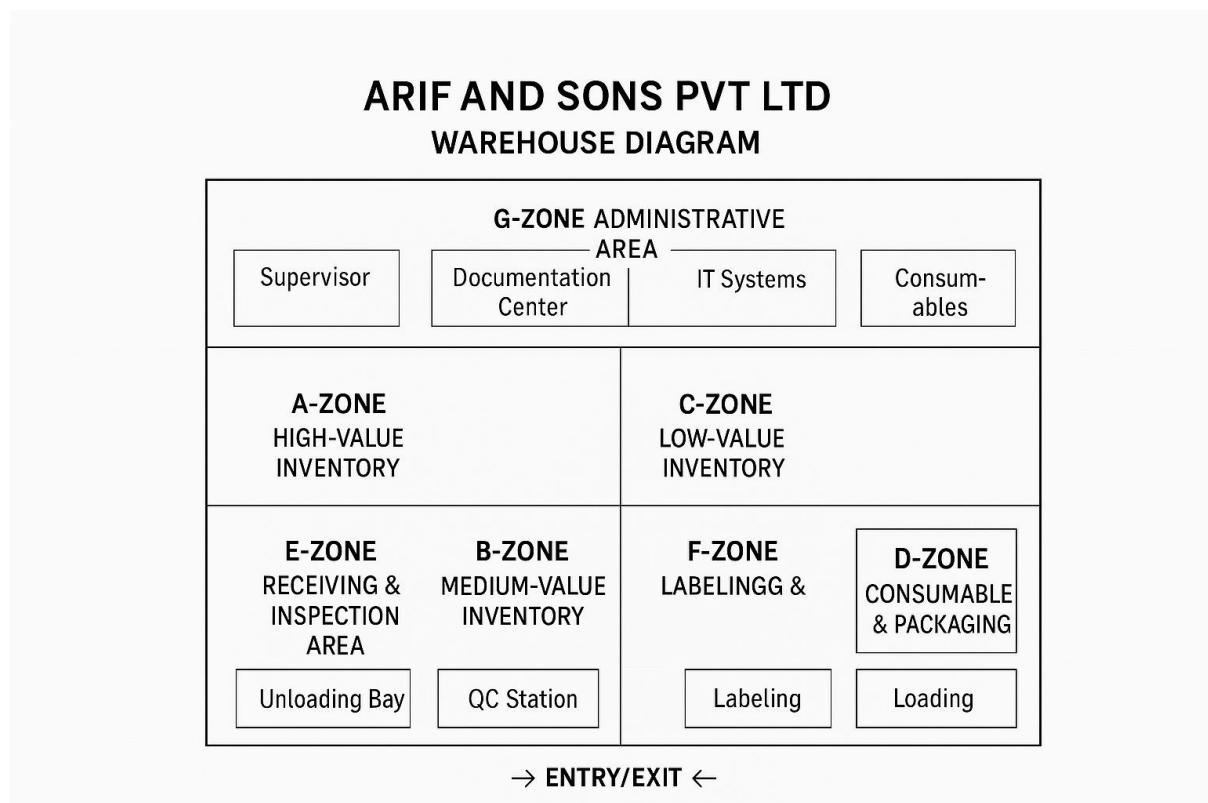 ARIF AND SONS PVT LTD
WAREHOUSE DIAGRAM
G-ZONE ADMINISTRATIVE
AREA
Supervisor
Documentation
Center
IT Systems
Consum-
ables
A-ZONE
HIGH-VALUE
INVENTORY
C-ZONE
LOW-VALUE
INVENTORY
E-ZONE
RECEIVING &
INSPECTION
AREA
B-ZONE
MEDIUM-VALUE
INVENTORY
F-ZONE
LABELINGG &
D-ZONE
CONSUMABLE
& PACKAGING
Unloading Bay
QC Station
Labeling
Loading
→ ENTRY/EXIT ←